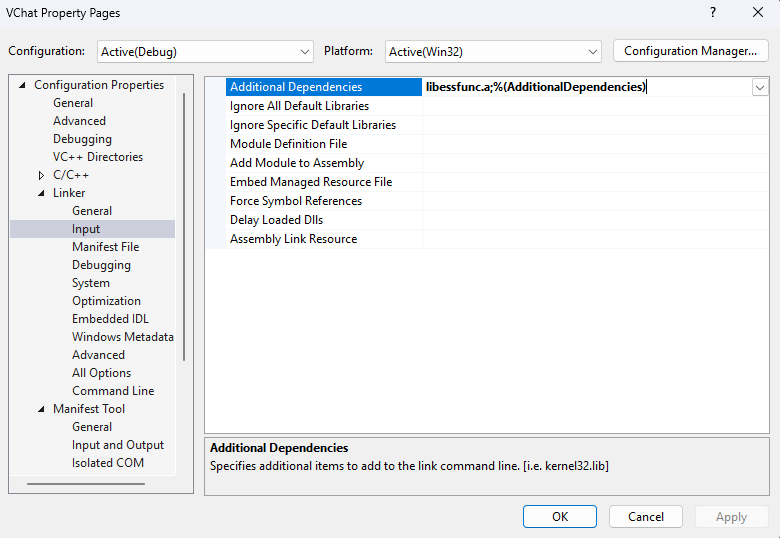 VChat Property Pages
Configuration: Active(Debug) Platform: Active(Win32) Configuration Manager...
Configuration Properties
General
Advanced
Debugging
VC++ Directories
C/C++
Linker
General
Input
Manifest File
Debugging
System
Optimization
Embedded IDL
Windows Metadata
Advanced
All Options
Command Line
Manifest Tool
General
Input and Output
Isolated COM
Additional Dependencies libessfunc.a;%(AdditionalDependencies)
Ignore All Default Libraries
Ignore Specific Default Libraries
Module Definition File
Add Module to Assembly
Embed Managed Resource File
Force Symbol References
Delay Loaded Dlls
Assembly Link Resource
Additional Dependencies
Specifies additional items to add to the link command line. [i.e. kernel32.lib]
OK Cancel Apply